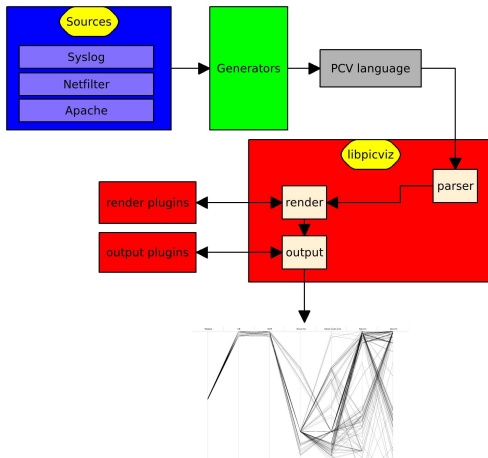 Sources
Syslog
Netfilter
Apache
Generators
PCV language
libpicviz
parser
render plugins
render
output plugins
output